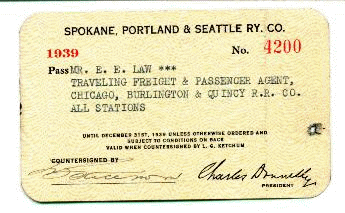 SPOKANE, PORTLAND & SEATTLE RY. CO.
1939 No. 4200
Pass MR. E. E. LAW ***
TRAVELING FREIGHT & PASSENGER AGENT,
CHICAGO, BURLINGTON & QUINCY R.R. CO.
ALL STATIONS
UNTIL DECEMBER 31ST, 1939 UNLESS OTHERWISE ORDERED AND
SUBJECT TO CONDITIONS ON BACK
VALID WHEN COUNTERSIGNED BY L. G. KETCHUM
COUNTERSIGNED BY
Charles Donnelly
PRESIDENT